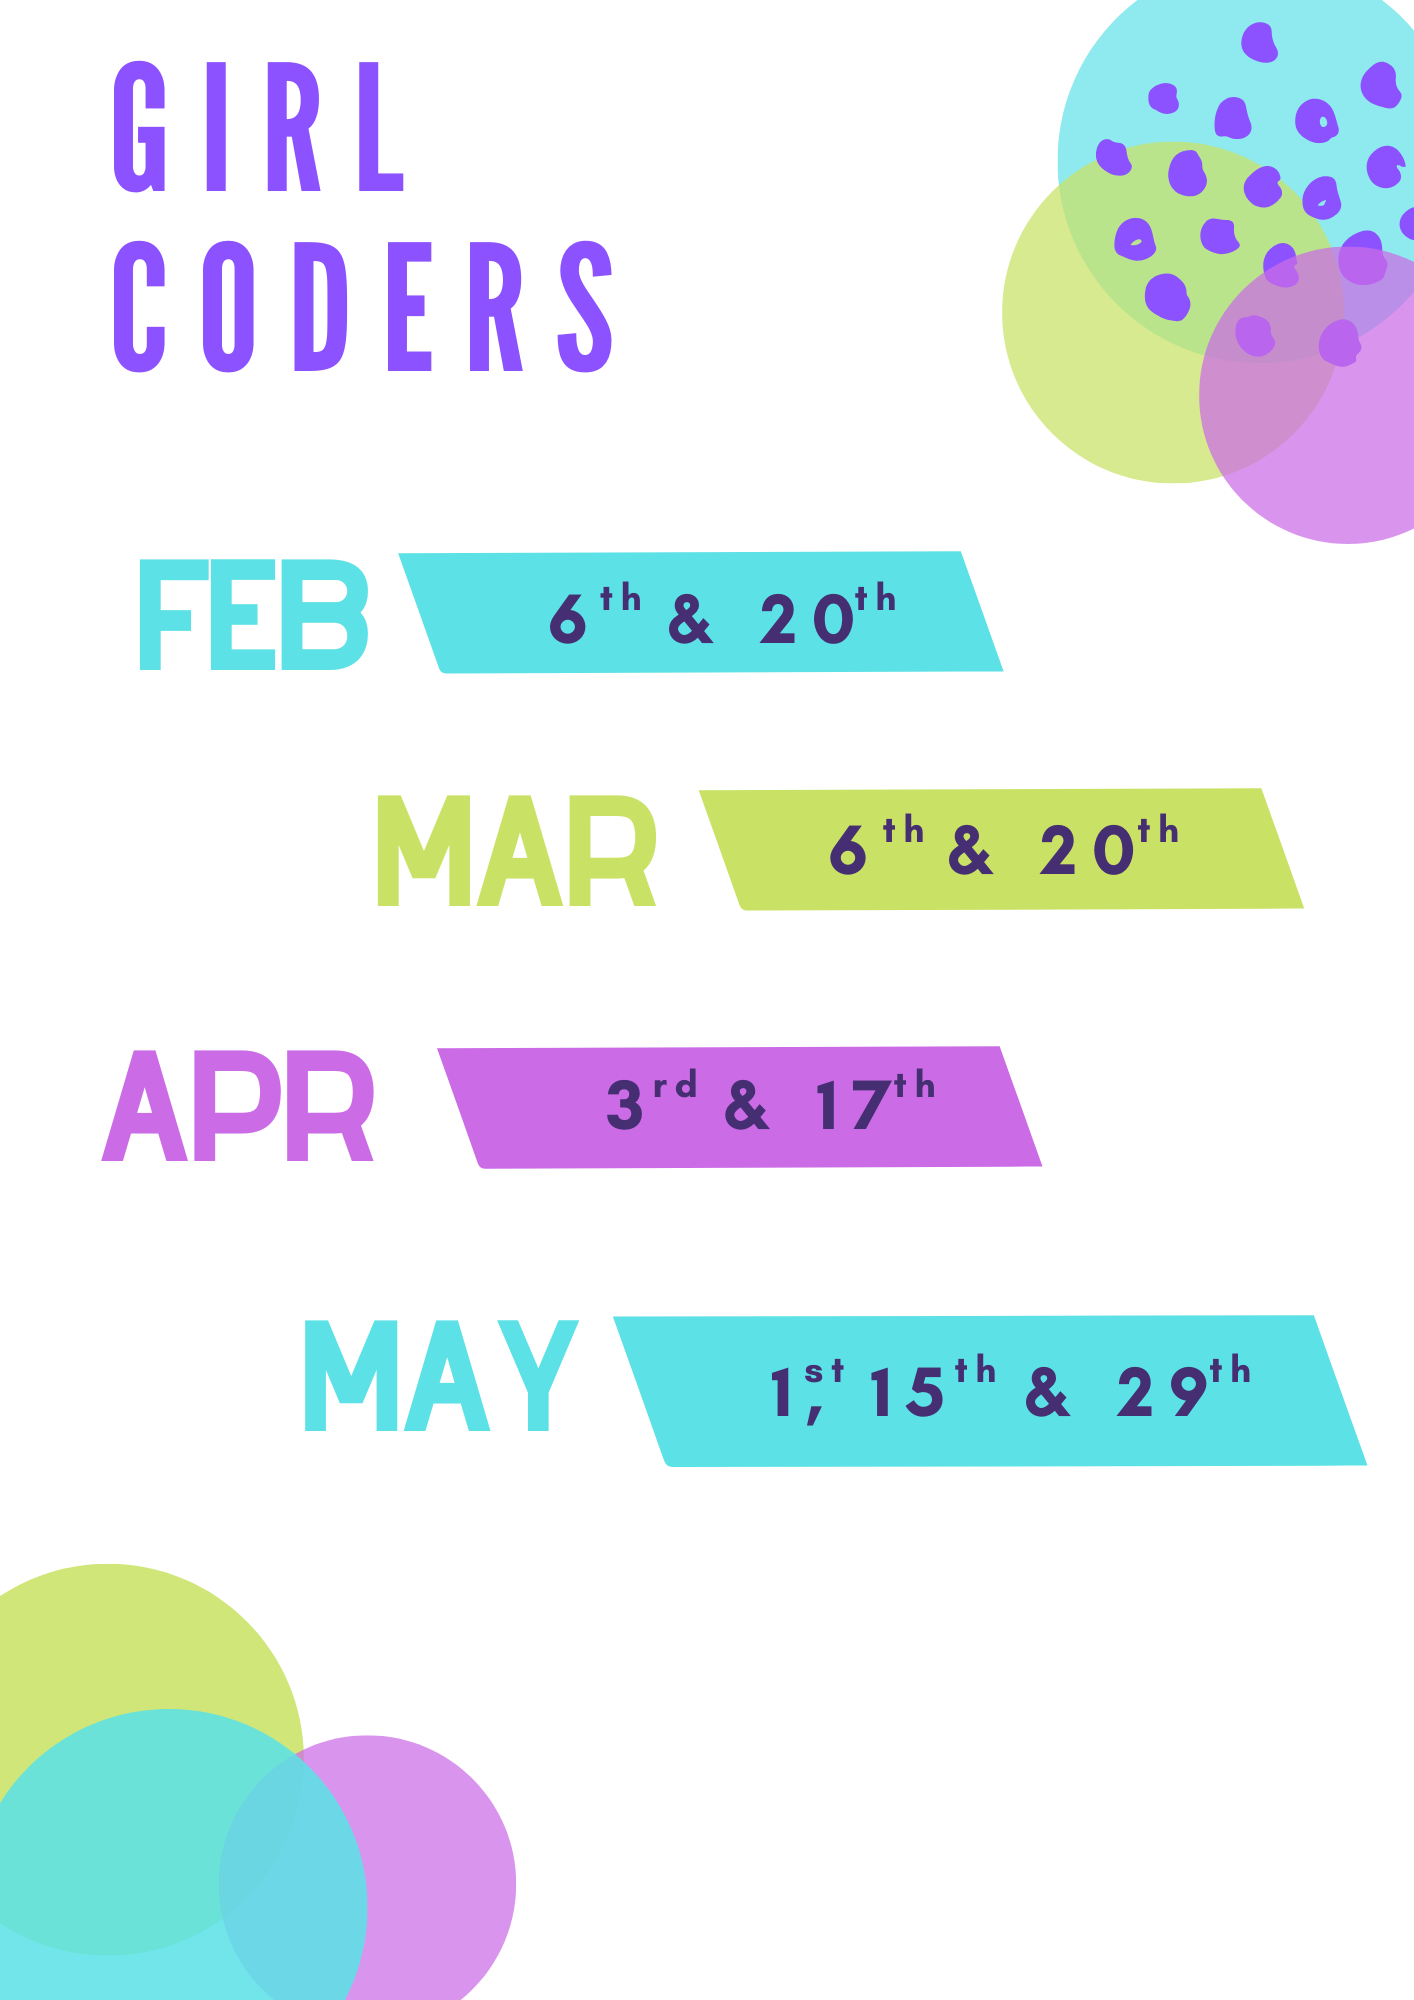 GIRL
CODERS
FEB 6th & 20th
MAR 6th & 20th
APR 3rd & 17th
MAY 1st, 15th & 29th